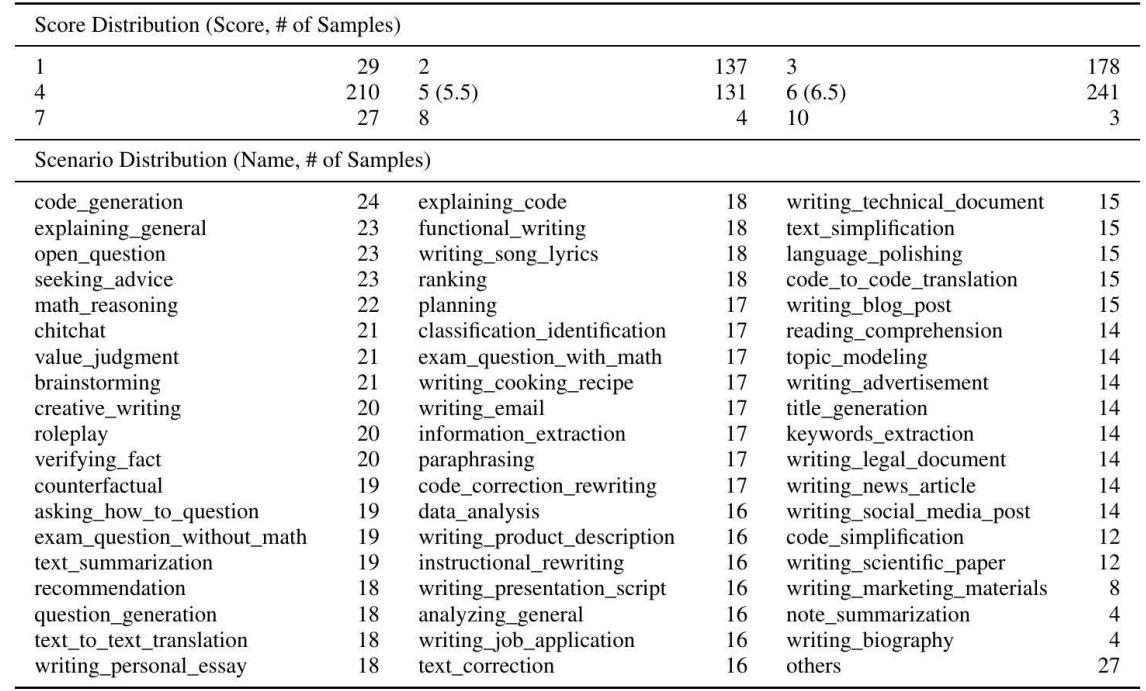 Score Distribution (Score, # of Samples)
1 29 2 137 3 178
4 210 5 (5.5) 131 6 (6.5) 241
7 27 8 4 10 3
Scenario Distribution (Name, # of Samples)
code_generation 24 explaining_code 18 writing_technical_document 15
explaining_general 23 functional_writing 18 text_simplification 15
open_question 23 writing_song_lyrics 18 language_polishing 15
seeking_advice 23 ranking 18 code_to_code_translation 15
math_reasoning 22 planning 17 writing_blog_post 15
chitchat 21 classification_identification 17 reading_comprehension 14
value_judgment 21 exam_question_with_math 17 topic_modeling 14
brainstorming 21 writing_cooking_recipe 17 writing_advertisement 14
creative_writing 20 writing_email 17 title_generation 14
roleplay 20 information_extraction 17 keywords_extraction 14
verifying_fact 20 paraphrasing 17 writing_legal_document 14
counterfactual 19 code_correction_rewriting 17 writing_news_article 14
asking_how_to_question 19 data_analysis 16 writing_social_media_post 14
exam_question_without_math 19 writing_product_description 16 code_simplification 12
text_summarization 19 instructional_rewriting 16 writing_scientific_paper 12
recommendation 18 writing_presentation_script 16 writing_marketing_materials 8
question_generation 18 analyzing_general 16 note_summarization 4
text_to_text_translation 18 writing_job_application 16 writing_biography 4
writing_personal_essay 18 text_correction 16 others 27